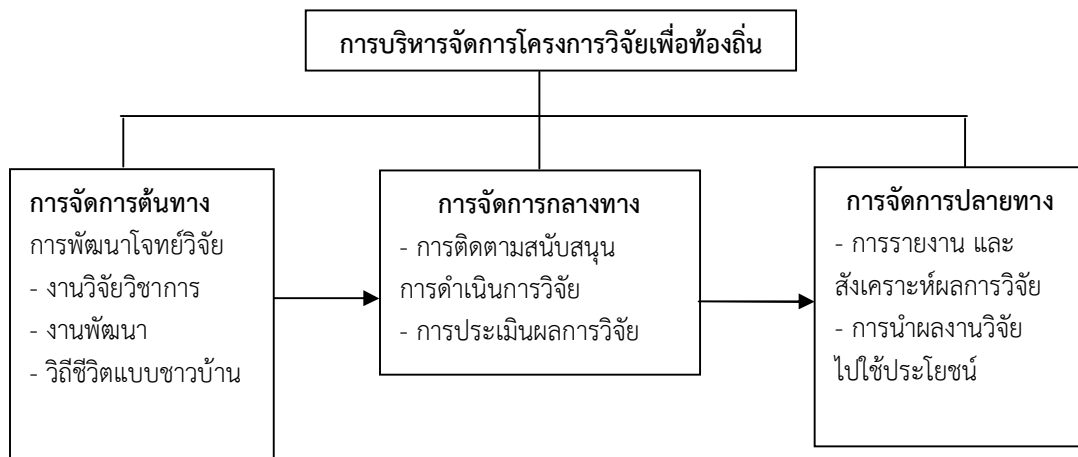 การบริหารจัดการโครงการวิจัยเพื่อท้องถิ่น
การจัดการต้นทาง
การพัฒนาโจทย์วิจัย
- งานวิจัยวิชาการ
- งานพัฒนา
- วิถีชีวิตแบบชาวบ้าน
การจัดการกลางทาง
- การติดตามสนับสนุน
การดำเนินการวิจัย
- การประเมินผลการวิจัย
การจัดการปลายทาง
- การรายงาน และ
สังเคราะห์ผลการวิจัย
- การนำผลงานวิจัย
ไปใช้ประโยชน์